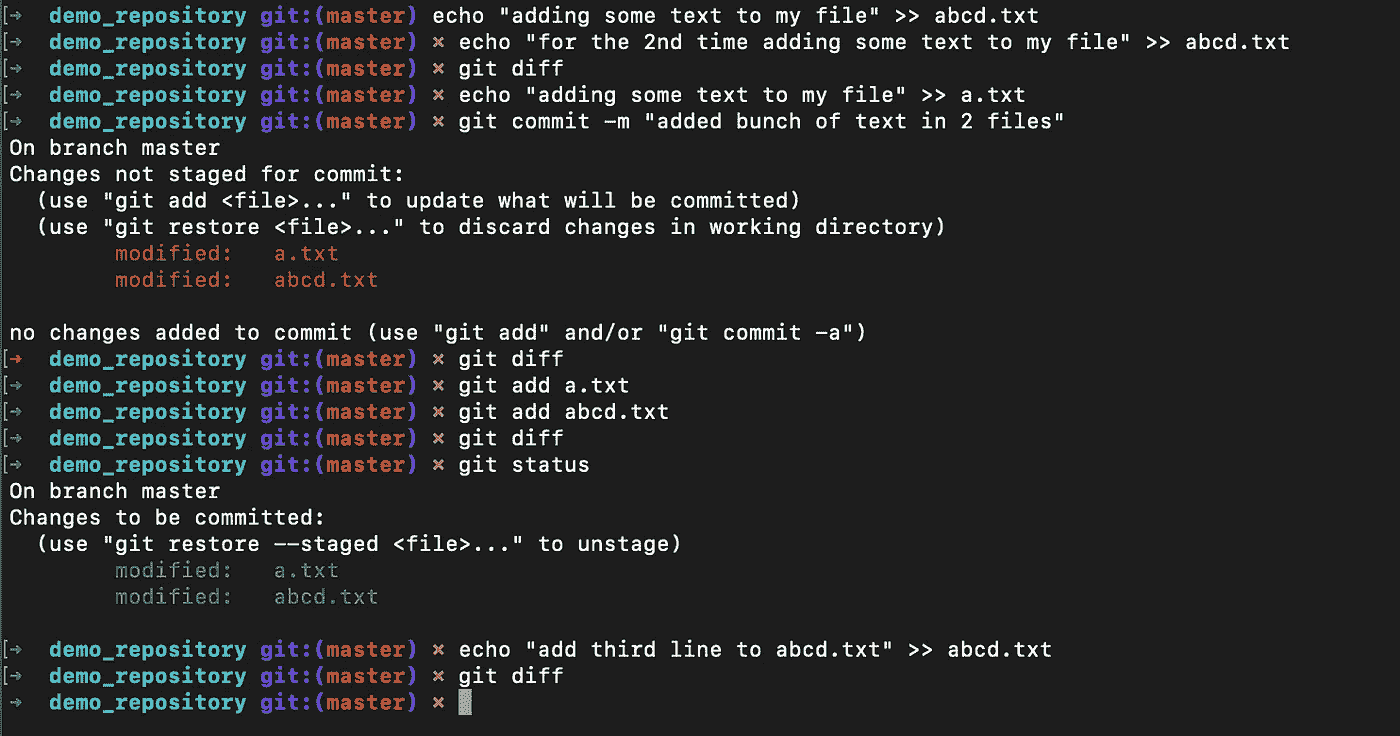 [→  demo_repository git:(master) echo "adding some text to my file" >> abcd.txt
[→  demo_repository git:(master) × echo "for the 2nd time adding some text to my file" >> abcd.txt
[→  demo_repository git:(master) × git diff
[→  demo_repository git:(master) × echo "adding some text to my file" >> a.txt
[→  demo_repository git:(master) × git commit -m "added bunch of text in 2 files"
On branch master
Changes not staged for commit:
  (use "git add <file>..." to update what will be committed)
  (use "git restore <file>..." to discard changes in working directory)
        modified:   a.txt
        modified:   abcd.txt

no changes added to commit (use "git add" and/or "git commit -a")
[→  demo_repository git:(master) × git diff
[→  demo_repository git:(master) × git add a.txt
[→  demo_repository git:(master) × git add abcd.txt
[→  demo_repository git:(master) × git diff
[→  demo_repository git:(master) × git status
On branch master
Changes to be committed:
  (use "git restore --staged <file>..." to unstage)
        modified:   a.txt
        modified:   abcd.txt

[→  demo_repository git:(master) × echo "add third line to abcd.txt" >> abcd.txt
[→  demo_repository git:(master) × git diff
→  demo_repository git:(master) ×